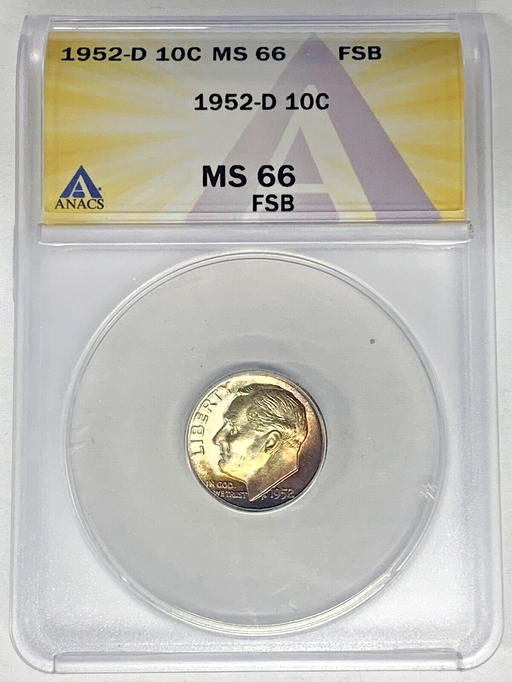 1952-D 10C MS 66 FSB
1952-D 10C
MS 66
FSB
ANACS
LIBERTY
IN GOD
WE TRUST
1952